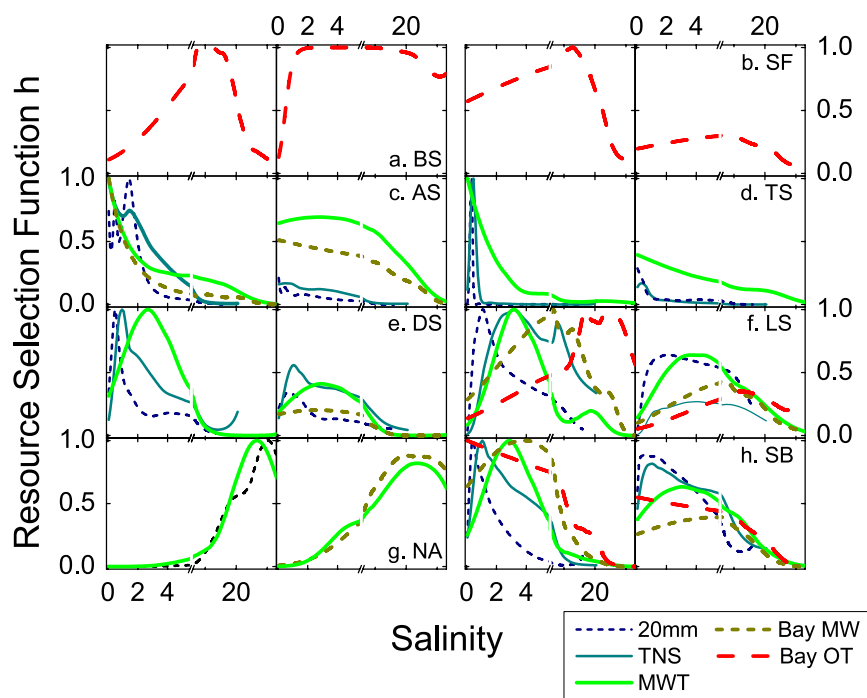 0 2 4 20 0 2 4 20
1.0
0.5
0.0
a. BS
b. SF
1.0
0.5
0.0
c. AS
d. TS
1.0
0.5
0.0
e. DS
f. LS
1.0
0.5
0.0
g. NA
h. SB
0 2 4 20 0 2 4 20
Resource Selection Function h
Salinity
20mm
TNS
MWT
Bay MW
Bay OT